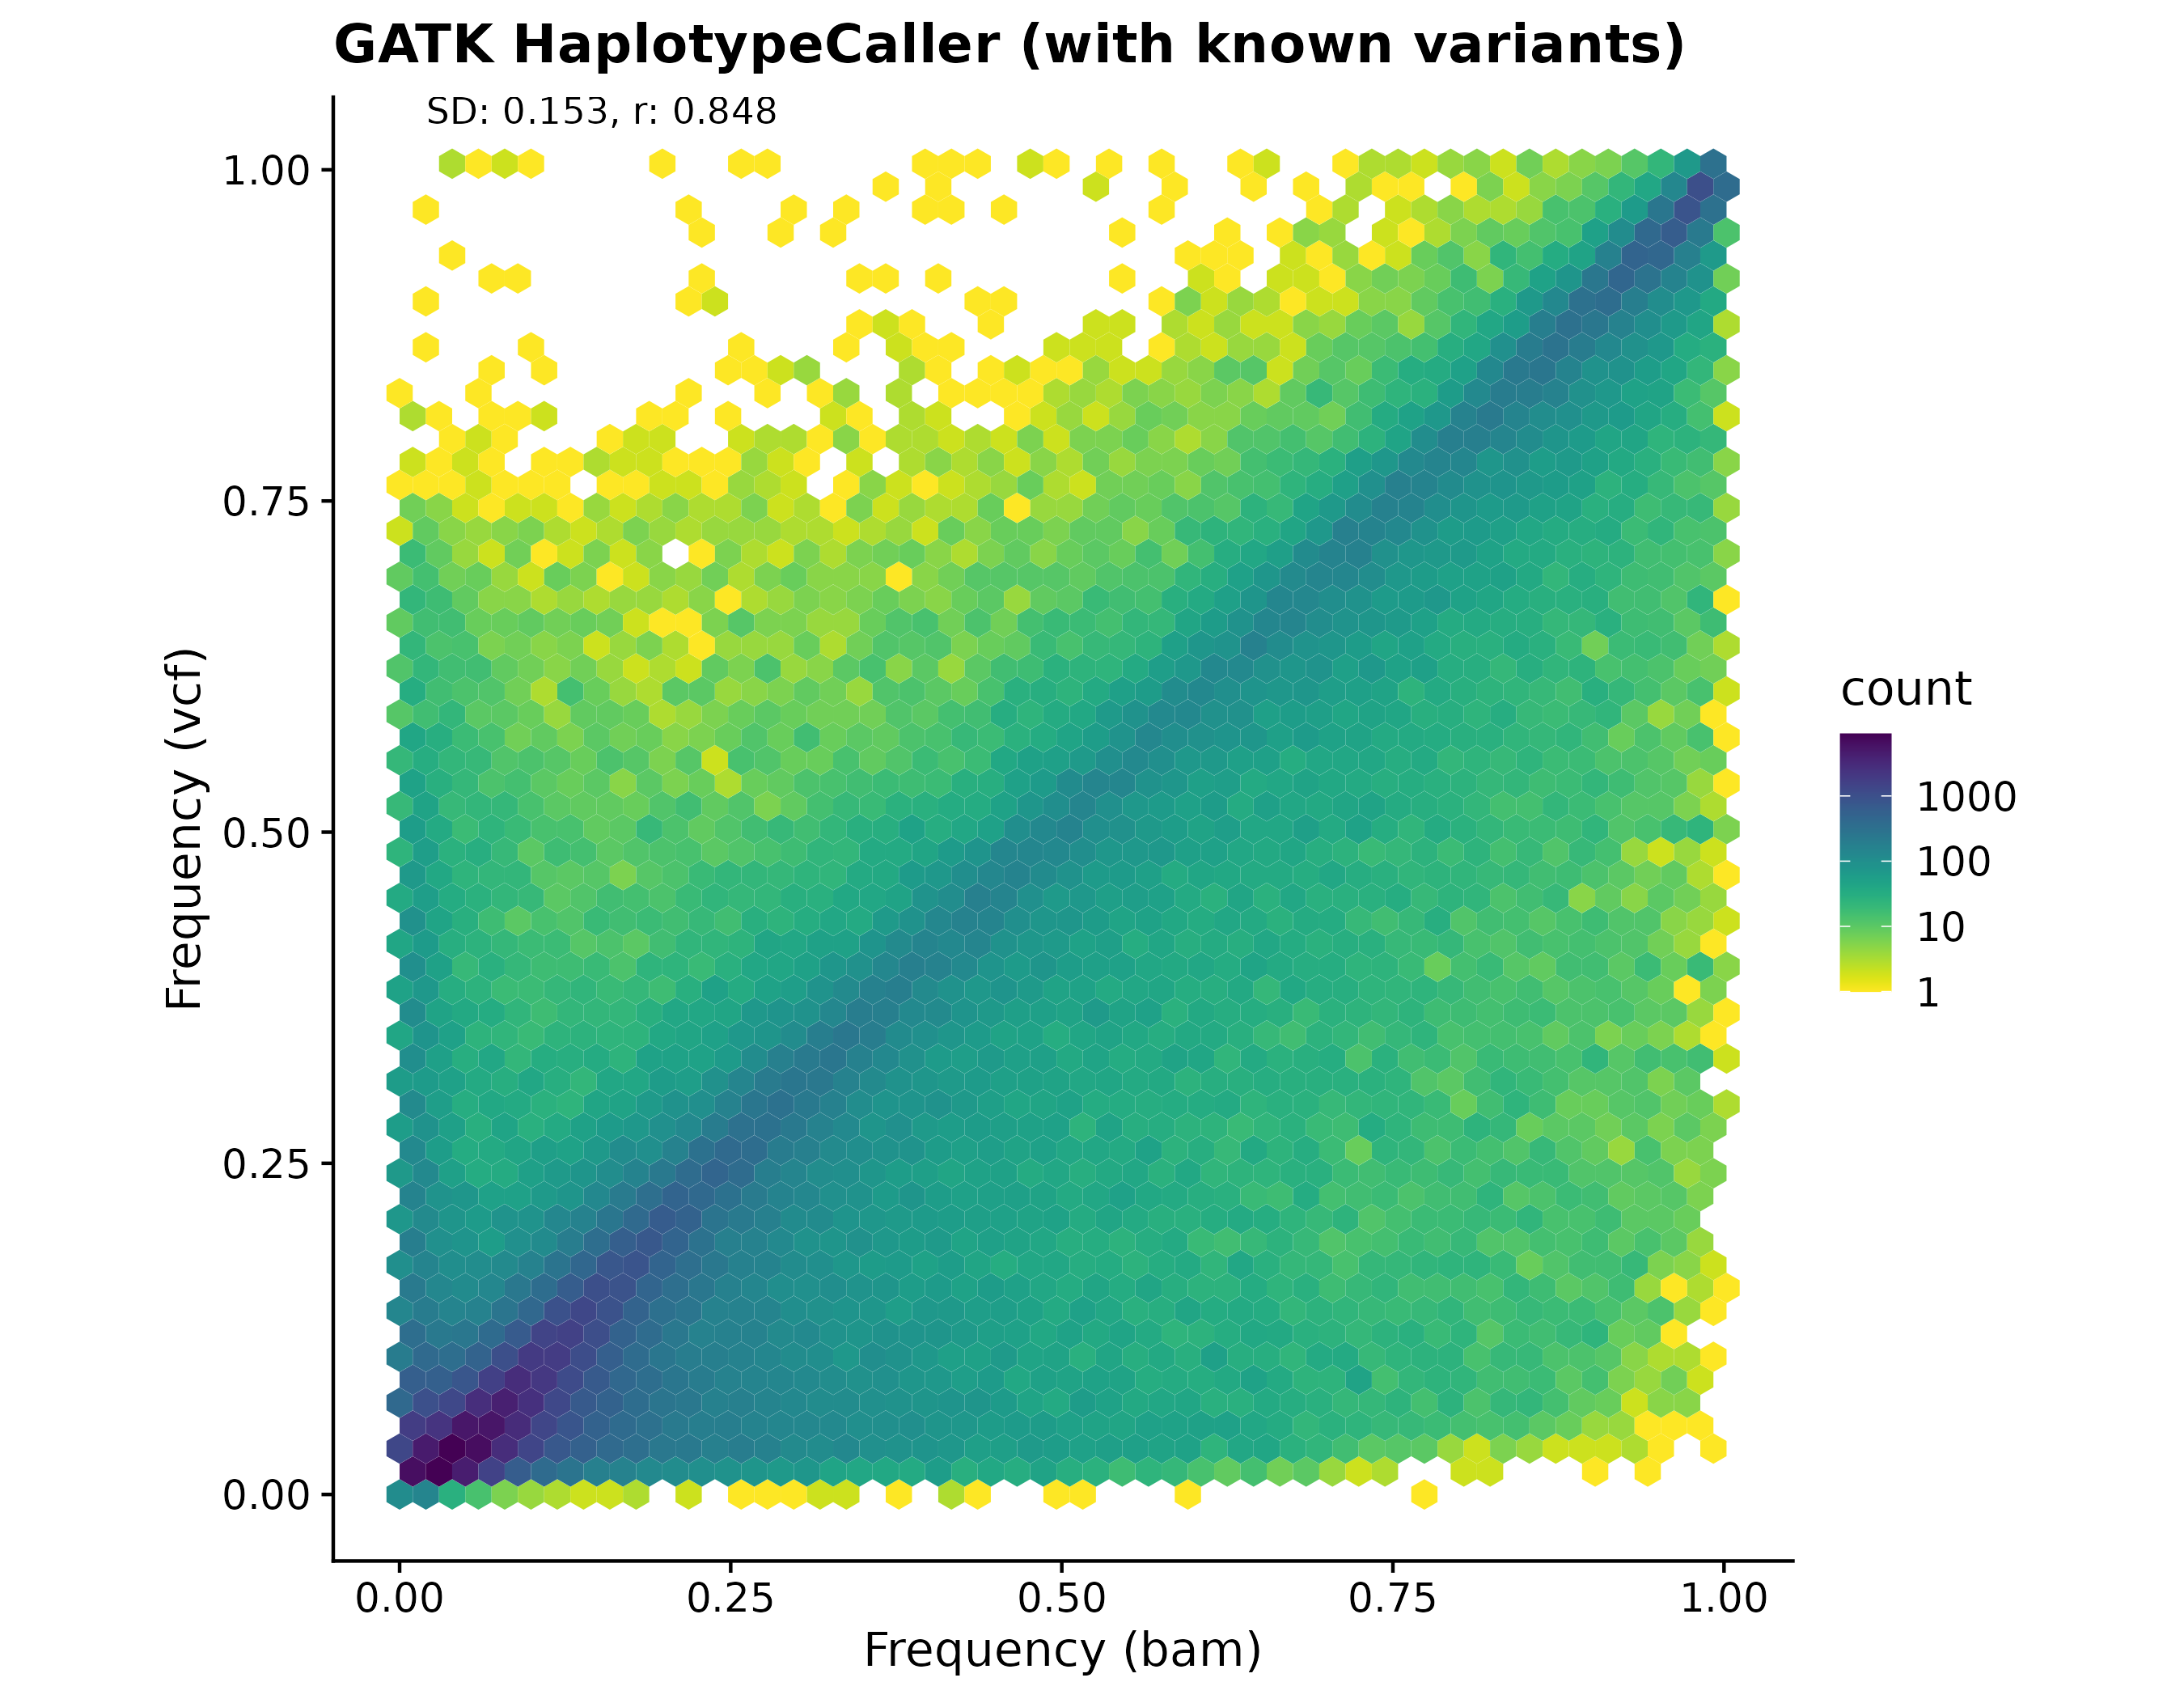 GATK HaplotypeCaller (with known variants)
SD: 0.153, r: 0.848
1.00
0.75
0.50
0.25
0.00
Frequency (vcf)
0.00 0.25 0.50 0.75 1.00
Frequency (bam)
count
1000
100
10
1